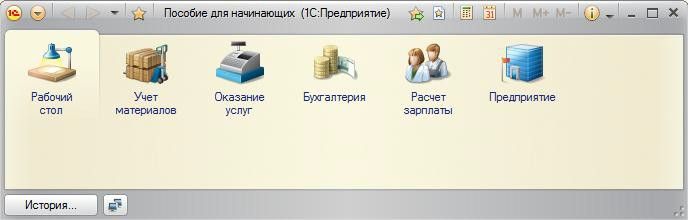 Пособие для начинающих (1С:Предприятие)
M M+ M-
Рабочий
стол
Учет
материалов
Оказание
услуг
Бухгалтерия
Расчет
зарплаты
Предприятие
История...